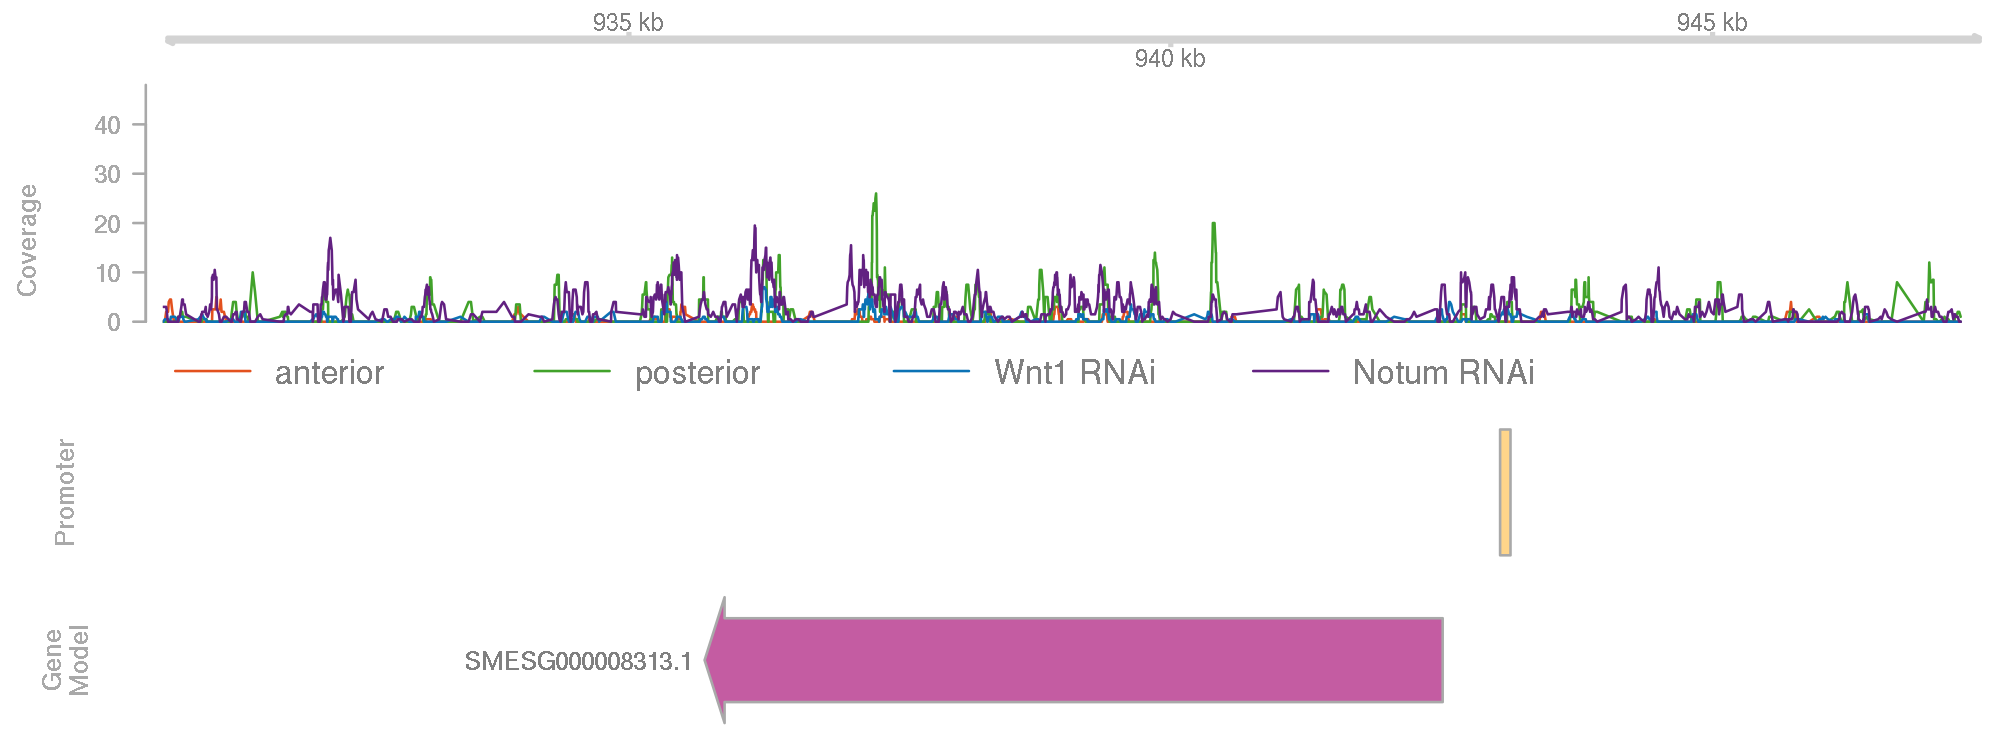 935 kb
945 kb
940 kb
Coverage
40
30
20
10
0
anterior
posterior
Wnt1 RNAi
Notum RNAi
Promoter
Gene
Model
SMESG000008313.1